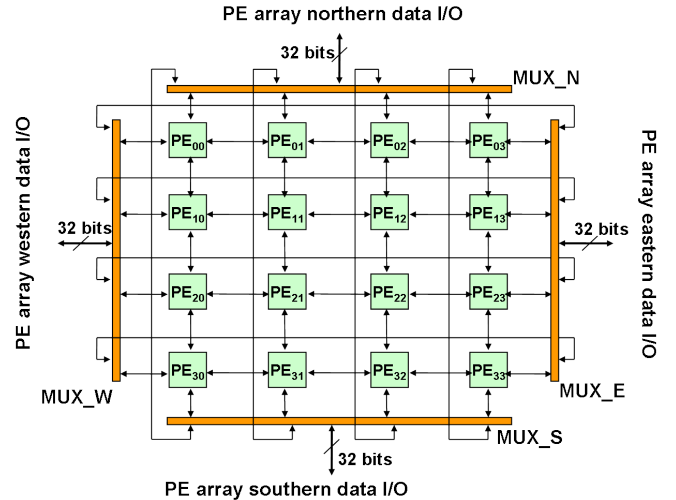 PE array northern data I/O
32 bits
MUX_N
PE00 PE01 PE02 PE03
PE10 PE11 PE12 PE13
PE array western data I/O
32 bits
32 bits
PE array eastern data I/O
PE20 PE21 PE22 PE23
PE30 PE31 PE32 PE33
MUX_W
MUX_E
MUX_S
32 bits
PE array southern data I/O